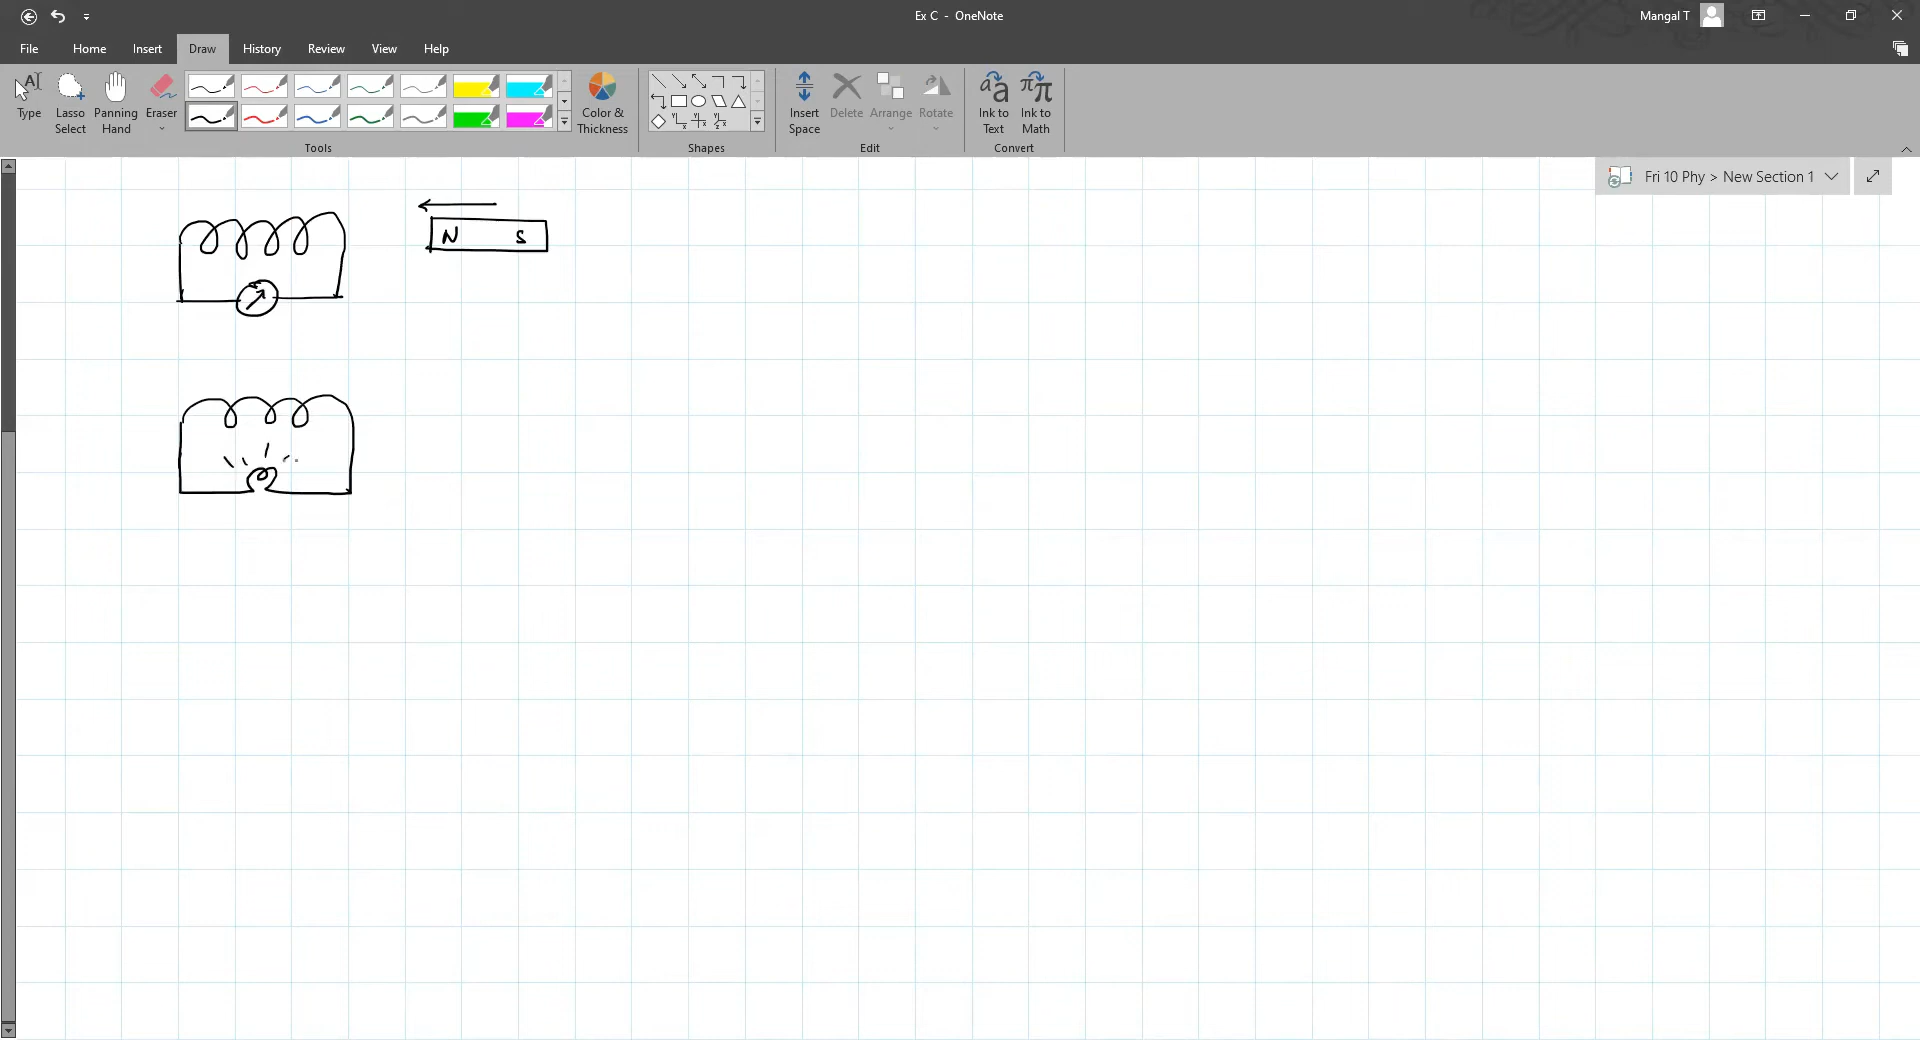 Ex C - OneNote
Mangal T
File Home Insert Draw History Review View Help
Type
Lasso Select
Panning Hand
Eraser
Color & Thickness
Insert Space
Delete
Arrange
Rotate
Ink to Text
Ink to Math
Tools
Shapes
Edit
Convert
Fri 10 Phy > New Section 1
N S